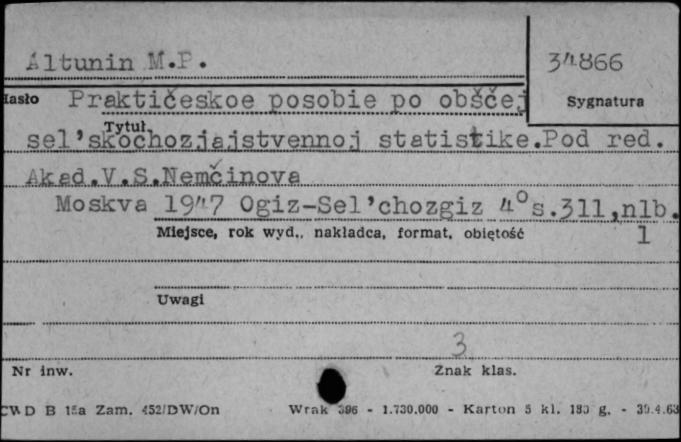 Altunin M.P.
34866
Hasło Praktičeskoe posobie po obščej
Sygnatura
Tytuł
sel'skochozjajstvennoj statistike.Pod red.
Akad.V.S.Nemčinova
Moskva 1947 Ogiz-Sel'chozgiz 4° s.311,nlb.
1
Miejsce, rok wyd., nakładca, format, objętość
Uwagi
3
Nr inw.
Znak klas.
CWD B 15a Zam. 452/DW/On Wrak 396 - 1.730.000 - Karton 5 kl. 180 g. - 30.4.63